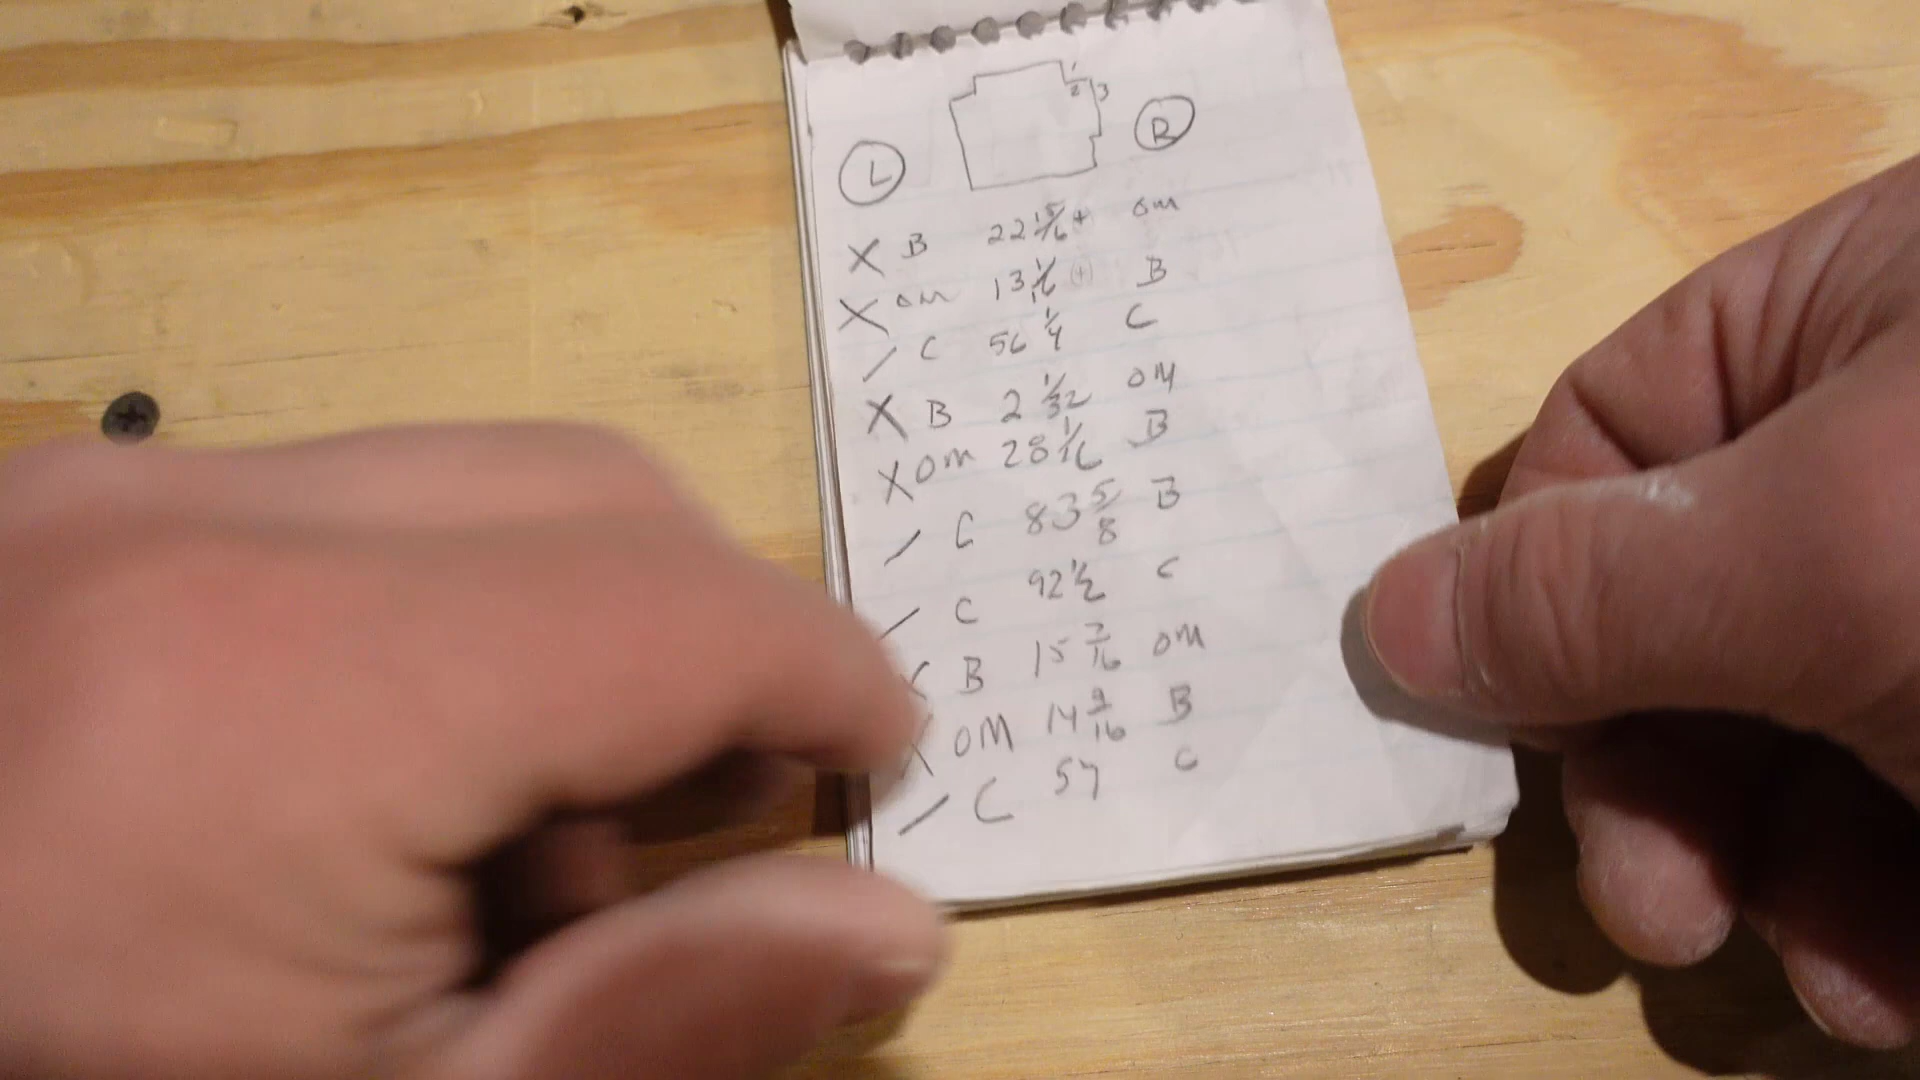 1
2 3
L R
X B 22 15/16 + OM
X OM 13 1/16 (+) B
/ C 56 1/4 C
X B 2 1/32 OM
X OM 28 1/16 B
/ C 83 5/8 B
/ C 92 1/2 C
X B 15 7/16 OM
X OM 14 9/16 B
/ C 54 C